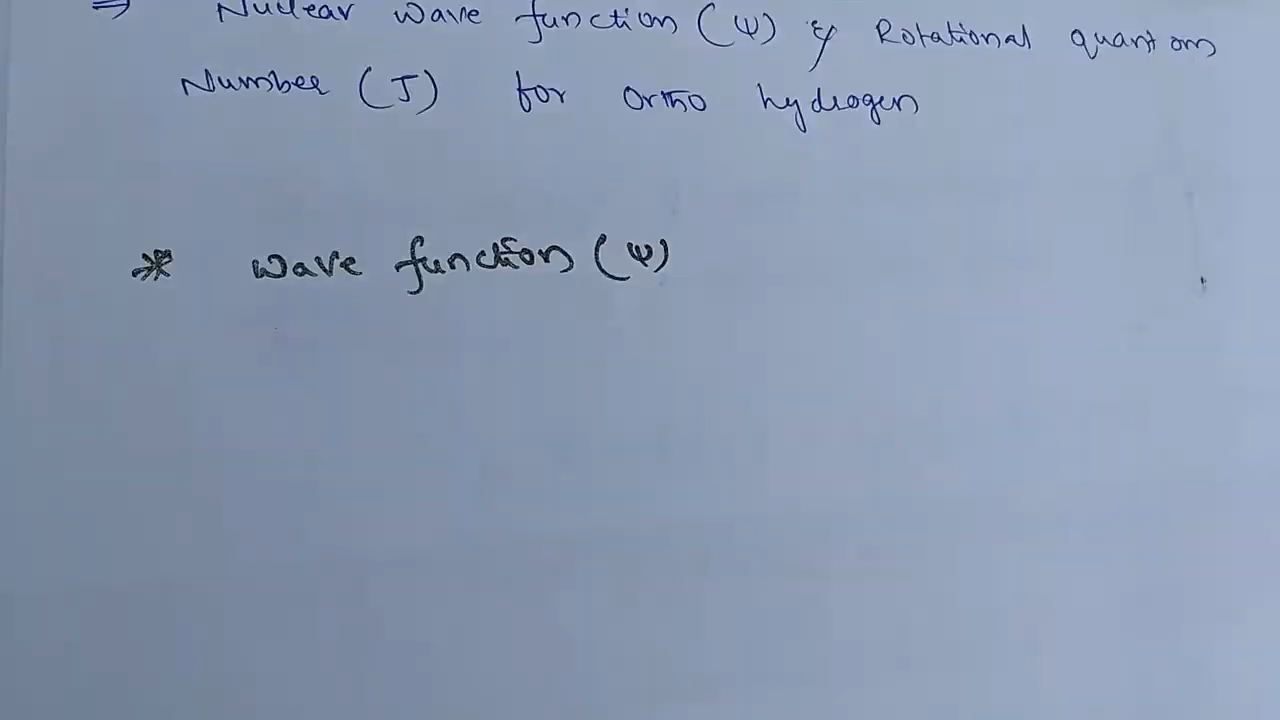 ⇒ Nuclear wave function (Ψ) & Rotational quantom
Number (J) for ortho hydrogen
* wave function (Ψ)